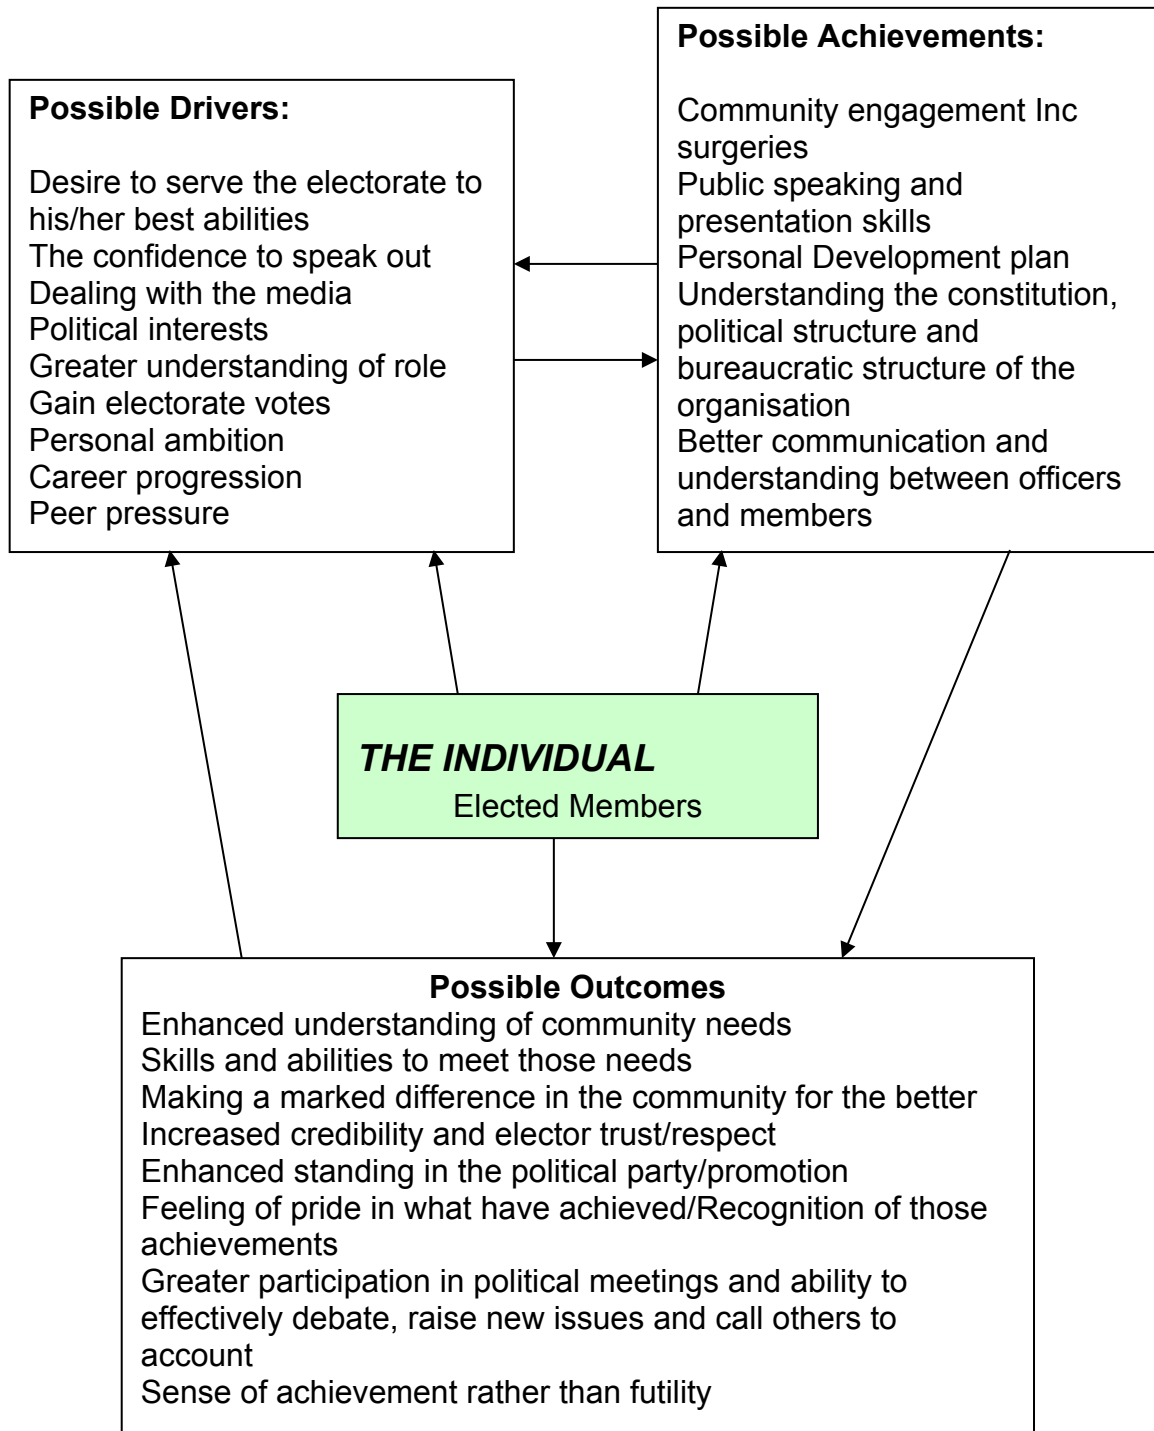 Possible Drivers:
Desire to serve the electorate to
his/her best abilities
The confidence to speak out
Dealing with the media
Political interests
Greater understanding of role
Gain electorate votes
Personal ambition
Career progression
Peer pressure
Possible Achievements:
Community engagement Inc
surgeries
Public speaking and
presentation skills
Personal Development plan
Understanding the constitution,
political structure and
bureaucratic structure of the
organisation
Better communication and
understanding between officers
and members
THE INDIVIDUAL
Elected Members
Possible Outcomes
Enhanced understanding of community needs
Skills and abilities to meet those needs
Making a marked difference in the community for the better
Increased credibility and elector trust/respect
Enhanced standing in the political party/promotion
Feeling of pride in what have achieved/Recognition of those
achievements
Greater participation in political meetings and ability to
effectively debate, raise new issues and call others to
account
Sense of achievement rather than futility